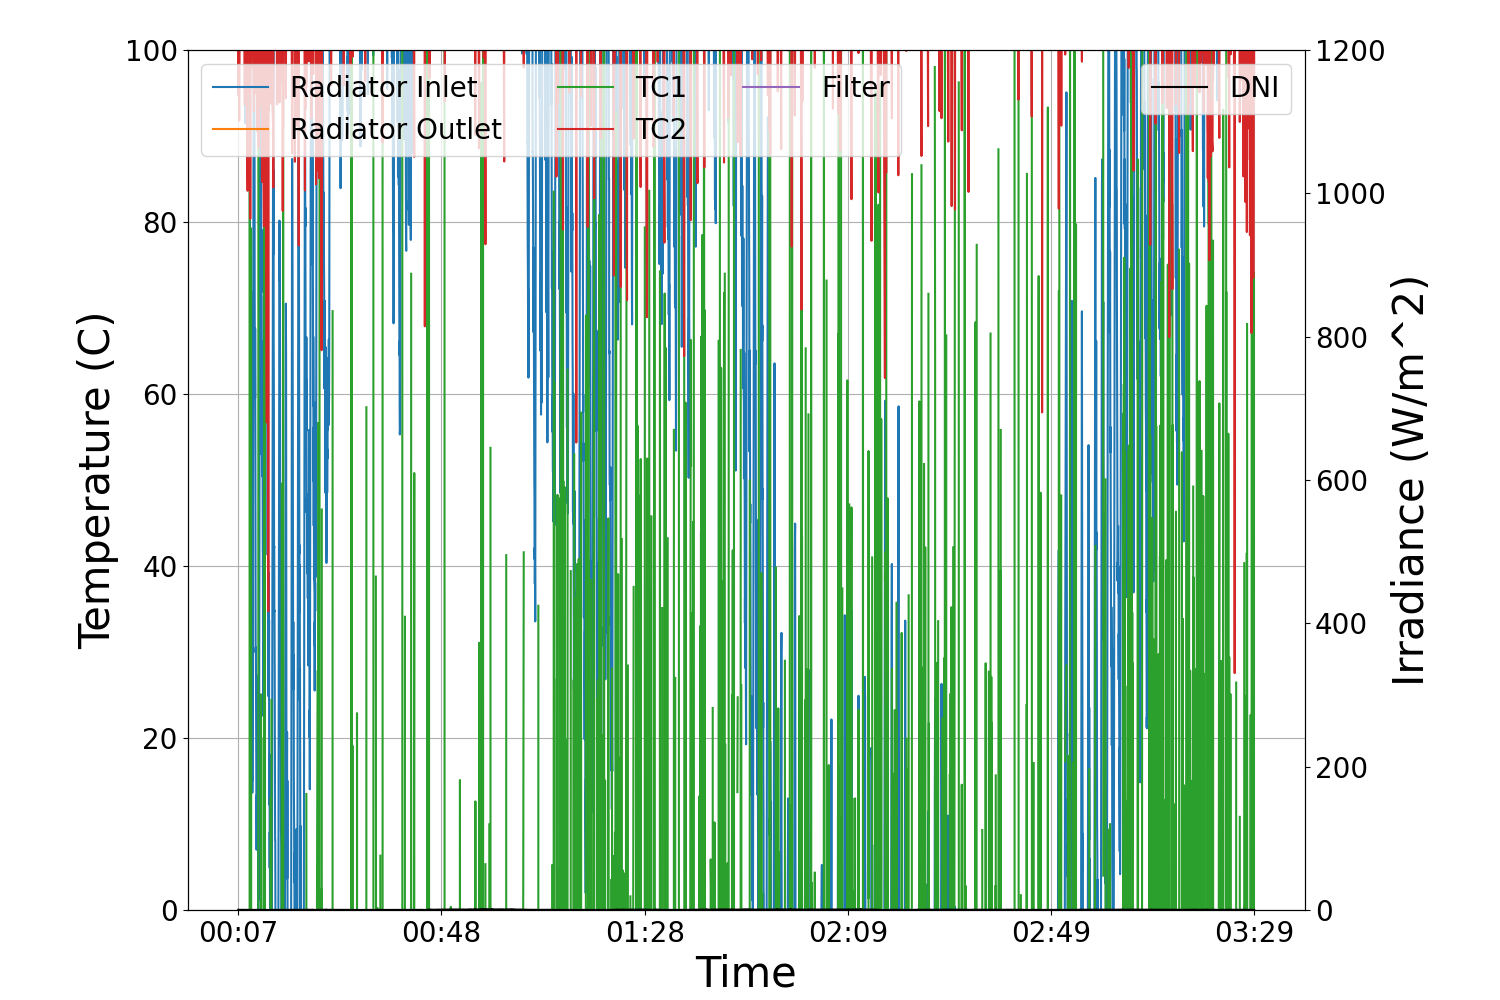 100
80
60
40
20
0
Temperature (C)
Radiator Inlet
Radiator Outlet
TC1
TC2
Filter
DNI
1200
1000
800
600
400
200
0
Irradiance (W/m^2)
00:07
00:48
01:28
02:09
02:49
03:29
Time